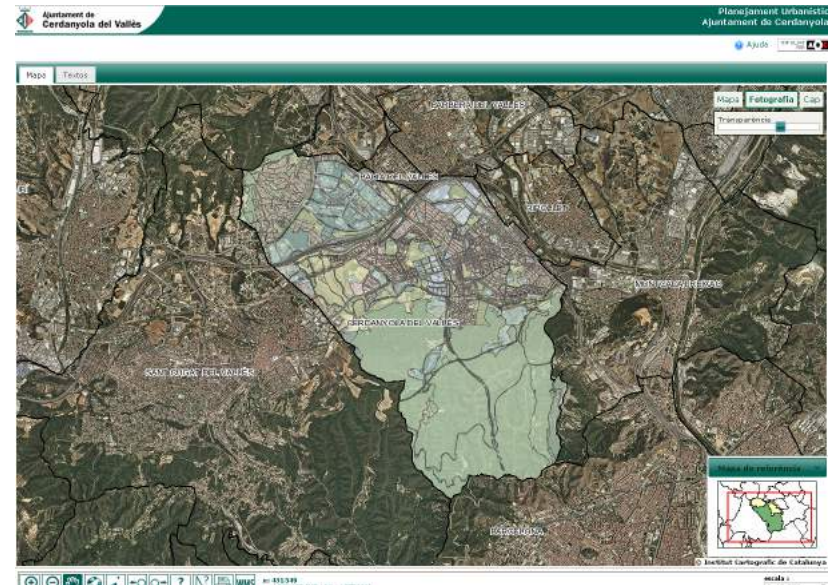 Ajuntament de
Cerdanyola del Vallès
Planejament Urbanístic
Ajuntament de Cerdanyola
Ajuda
Mapa Textos
Mapa Fotografia Cap
Transparència
BARBERÀ DEL VALLÈS
BADIA DEL VALLÈS
RIPOLLET
MONTCADA I REIXAC
CERDANYOLA DEL VALLÈS
SANT CUGAT DEL VALLÈS
BARCELONA
Mapa de referència
© Institut Cartogràfic de Catalunya
escala